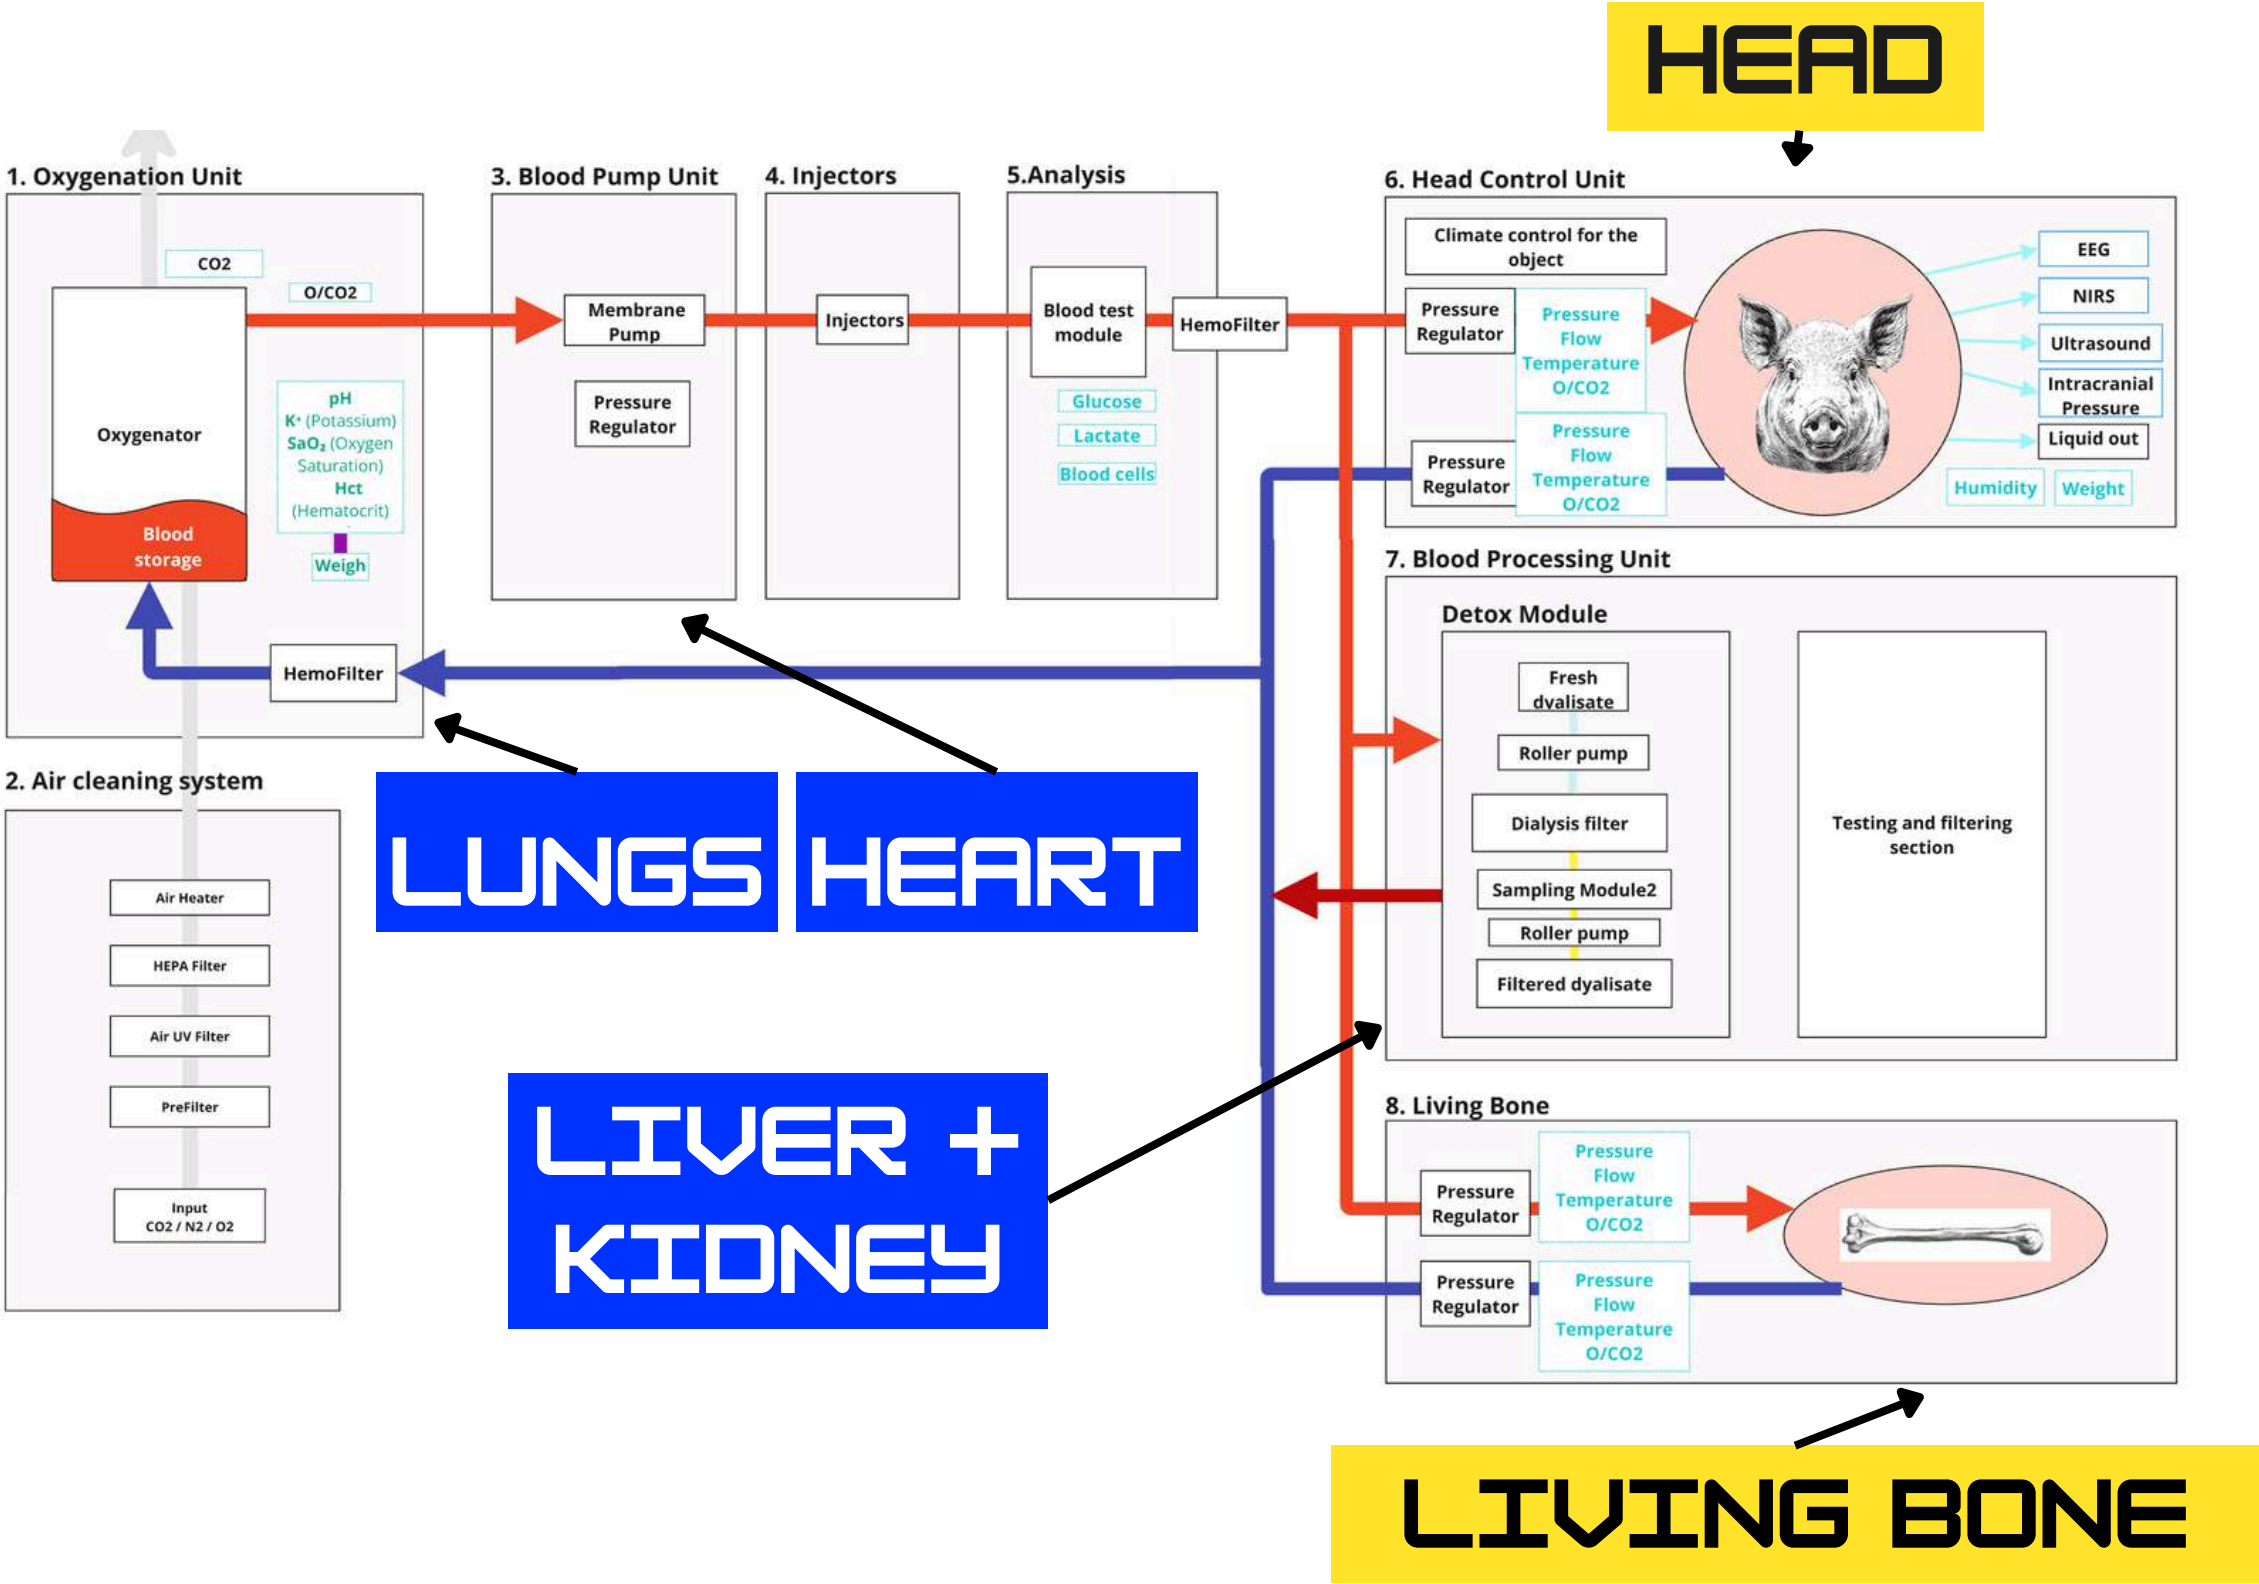 HEAD
1. Oxygenation Unit
CO2
O/CO2
Oxygenator
pH
K⁺ (Potassium)
SaO₂ (Oxygen
Saturation)
Hct
(Hematocrit)
Weigh
Blood
storage
HemoFilter
2. Air cleaning system
Air Heater
HEPA Filter
Air UV Filter
PreFilter
Input
CO2 / N2 / O2
3. Blood Pump Unit
Membrane
Pump
Pressure
Regulator
4. Injectors
Injectors
5.Analysis
Blood test
module
Glucose
Lactate
Blood cells
HemoFilter
6. Head Control Unit
Climate control for the
object
Pressure
Regulator
Pressure
Flow
Temperature
O/CO2
Pressure
Regulator
Pressure
Flow
Temperature
O/CO2
EEG
NIRS
Ultrasound
Intracranial
Pressure
Liquid out
Humidity
Weight
7. Blood Processing Unit
Detox Module
Fresh
dvalisate
Roller pump
Dialysis filter
Sampling Module2
Roller pump
Filtered dyalisate
Testing and filtering
section
LUNGS
HEART
LIVER +
KIDNEY
8. Living Bone
Pressure
Regulator
Pressure
Flow
Temperature
O/CO2
Pressure
Regulator
Pressure
Flow
Temperature
O/CO2
LIVING BONE